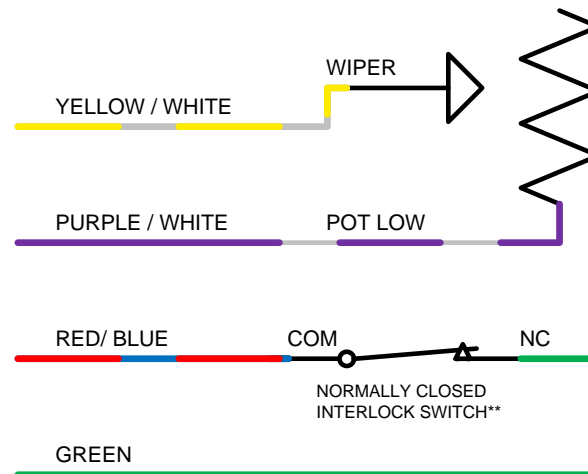 WIPER
YELLOW / WHITE
PURPLE / WHITE POT LOW
RED/ BLUE COM NC
NORMALLY CLOSED
INTERLOCK SWITCH**
GREEN